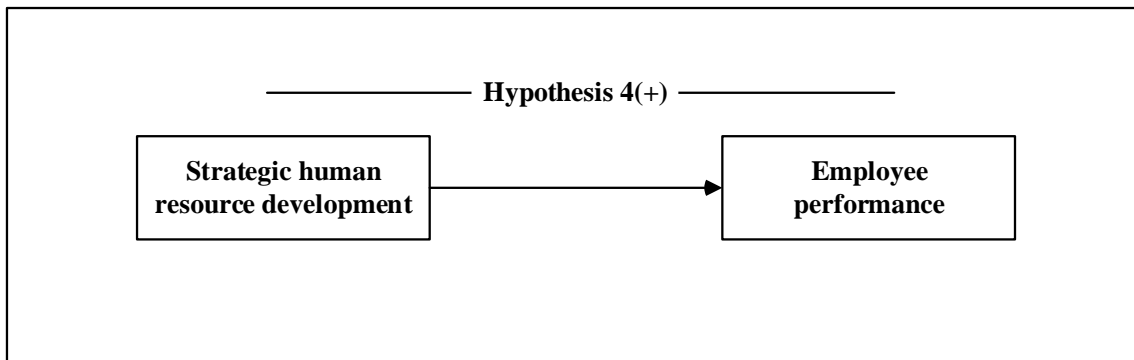 Hypothesis 4(+)
Strategic human
resource development
Employee
performance